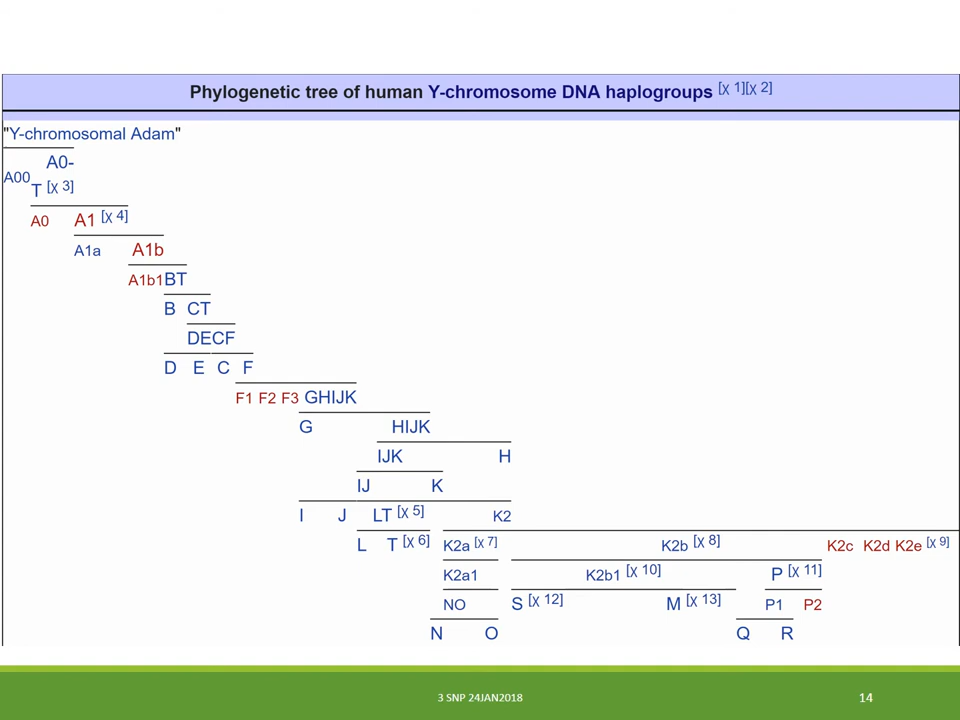 Phylogenetic tree of human Y-chromosome DNA haplogroups [χ 1][χ 2]
"Y-chromosomal Adam"
A00 A0-T [χ 3]
A0 A1 [χ 4]
A1a A1b
A1b1 BT
B CT
DE CF
D E C F
F1 F2 F3 GHIJK
G HIJK
IJK H
IJ K
I J LT [χ 5] K2
L T [χ 6] K2a [χ 7] K2b [χ 8] K2c K2d K2e [χ 9]
K2a1 K2b1 [χ 10] P [χ 11]
NO S [χ 12] M [χ 13] P1 P2
N O Q R
3 SNP 24JAN2018 14